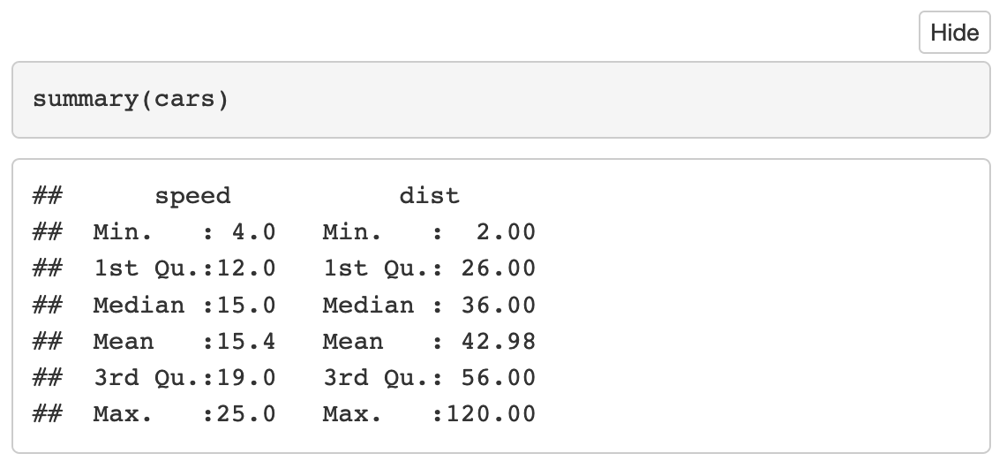 Hide
summary(cars)
##      speed           dist
##  Min.   : 4.0   Min.   :  2.00
##  1st Qu.:12.0   1st Qu.: 26.00
##  Median :15.0   Median : 36.00
##  Mean   :15.4   Mean   : 42.98
##  3rd Qu.:19.0   3rd Qu.: 56.00
##  Max.   :25.0   Max.   :120.00